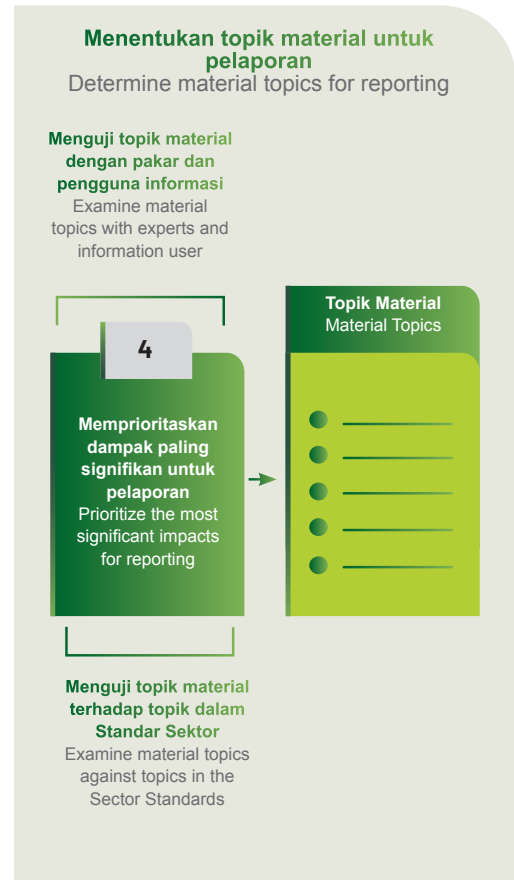 Menentukan topik material untuk
pelaporan
Determine material topics for reporting
Menguji topik material
dengan pakar dan
pengguna informasi
Examine material
topics with experts and
information user
4
Memprioritaskan
dampak paling
signifikan untuk
pelaporan
Prioritize the most
significant impacts
for reporting
Topik Material
Material Topics
Menguji topik material
terhadap topik dalam
Standar Sektor
Examine material topics
against topics in the
Sector Standards